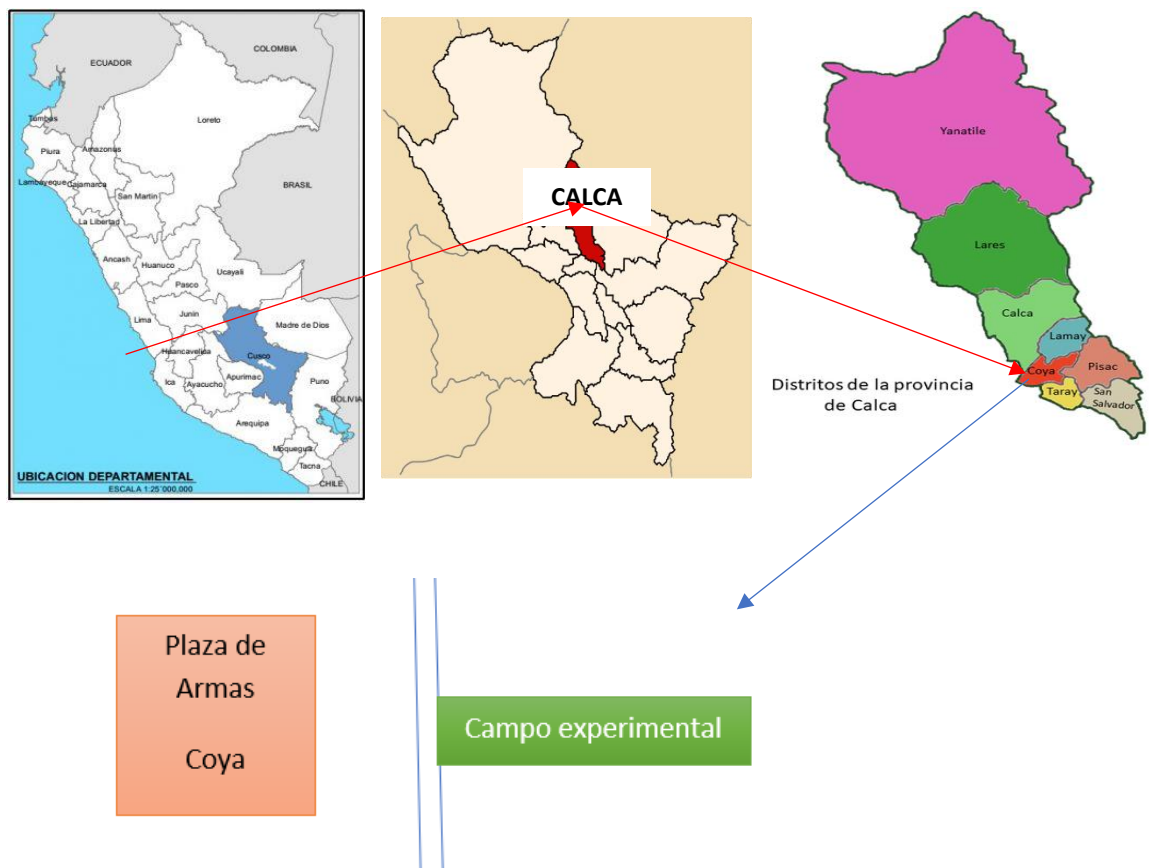 COLOMBIA
ECUADOR
Tumbes
Loreto
Piura
Amazonas
Lambayeque
Cajamarca
San Martin
BRASIL
La Libertad
Ancash
Huanuco
Ucayali
Pasco
Lima
Junin
Madre de Dios
Huancavelica
Cusco
Ica
Ayacucho
Apurimac
Puno
BOLIVIA
Arequipa
Moquegua
Tacna
CHILE
UBICACION DEPARTAMENTAL
ESCALA 1:25´000,000
CALCA
Yanatile
Lares
Calca
Lamay
Coya
Pisac
Taray
San
Salvador
Distritos de la provincia
de Calca
Plaza de
Armas
Coya
Campo experimental